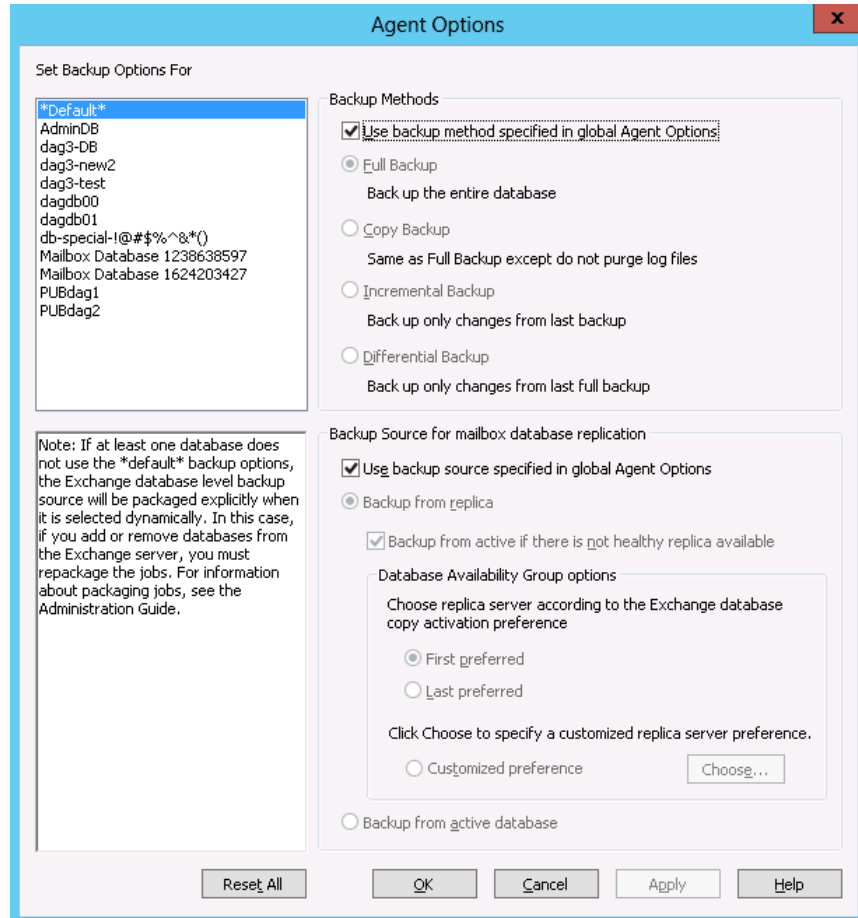 Agent Options
x
Set Backup Options For
*Default*
AdminDB
dag3-DB
dag3-new2
dag3-test
dagdb00
dagdb01
db-special-!@#$%^&*()
Mailbox Database 1238638597
Mailbox Database 1624203427
PUBdag1
PUBdag2
Backup Methods
Use backup method specified in global Agent Options
Full Backup
Back up the entire database
Copy Backup
Same as Full Backup except do not purge log files
Incremental Backup
Back up only changes from last backup
Differential Backup
Back up only changes from last full backup
Note: If at least one database does
not use the *default* backup options,
the Exchange database level backup
source will be packaged explicitly when
it is selected dynamically. In this case,
if you add or remove databases from
the Exchange server, you must
repackage the jobs. For information
about packaging jobs, see the
Administration Guide.
Backup Source for mailbox database replication
Use backup source specified in global Agent Options
Backup from replica
Backup from active if there is not healthy replica available
Database Availability Group options
Choose replica server according to the Exchange database
copy activation preference
First preferred
Last preferred
Click Choose to specify a customized replica server preference.
Customized preference
Choose...
Backup from active database
Reset All
OK
Cancel
Apply
Help